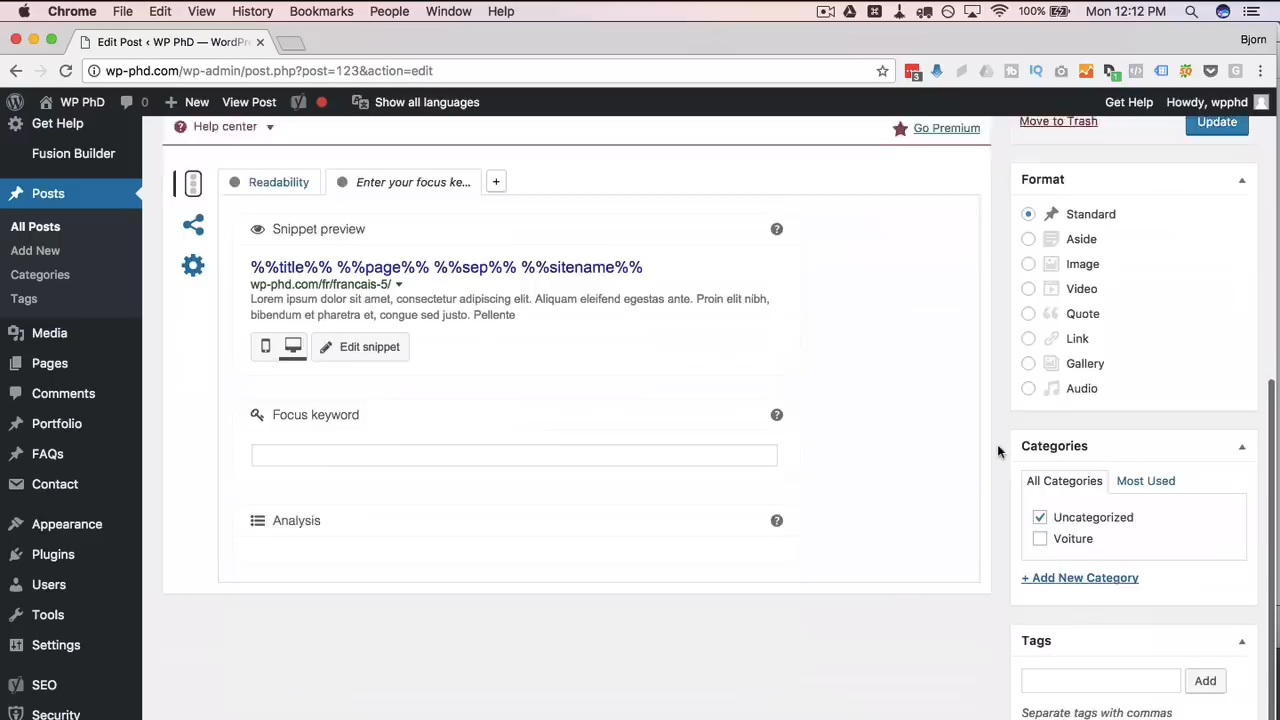 Chrome File Edit View History Bookmarks People Window Help 100% Mon 12:12 PM
Edit Post ‹ WP PhD — WordPr Bjorn
wp-phd.com/wp-admin/post.php?post=123&action=edit
WP PhD 0 New View Post Show all languages Get Help Howdy, wpphd
Get Help
Fusion Builder
Posts
All Posts
Add New
Categories
Tags
Media
Pages
Comments
Portfolio
FAQs
Contact
Appearance
Plugins
Users
Tools
Settings
SEO
Security
Help center Go Premium
Readability Enter your focus ke... +
Snippet preview
%%title%% %%page%% %%sep%% %%sitename%%
wp-phd.com/fr/francais-5/
Lorem ipsum dolor sit amet, consectetur adipiscing elit. Aliquam eleifend egestas ante. Proin elit nibh,
bibendum et pharetra et, congue sed justo. Pellente
Edit snippet
Focus keyword
Analysis
Move to Trash Update
Format
Standard
Aside
Image
Video
Quote
Link
Gallery
Audio
Categories
All Categories Most Used
Uncategorized
Voiture
+ Add New Category
Tags
Add
Separate tags with commas